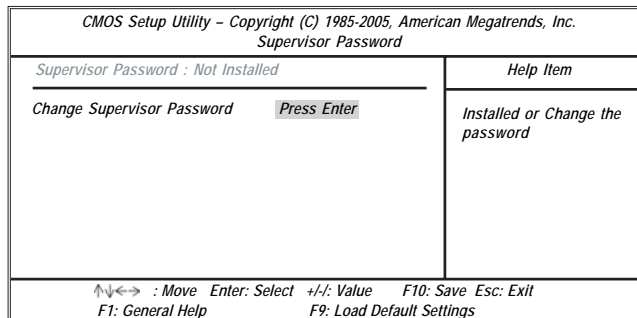 CMOS Setup Utility – Copyright (C) 1985-2005, American Megatrends, Inc.
Supervisor Password
Supervisor Password : Not Installed
Help Item
Change Supervisor Password Press Enter
Installed or Change the
password
↑↓←→ : Move Enter: Select +/-/: Value F10: Save Esc: Exit
F1: General Help F9: Load Default Settings